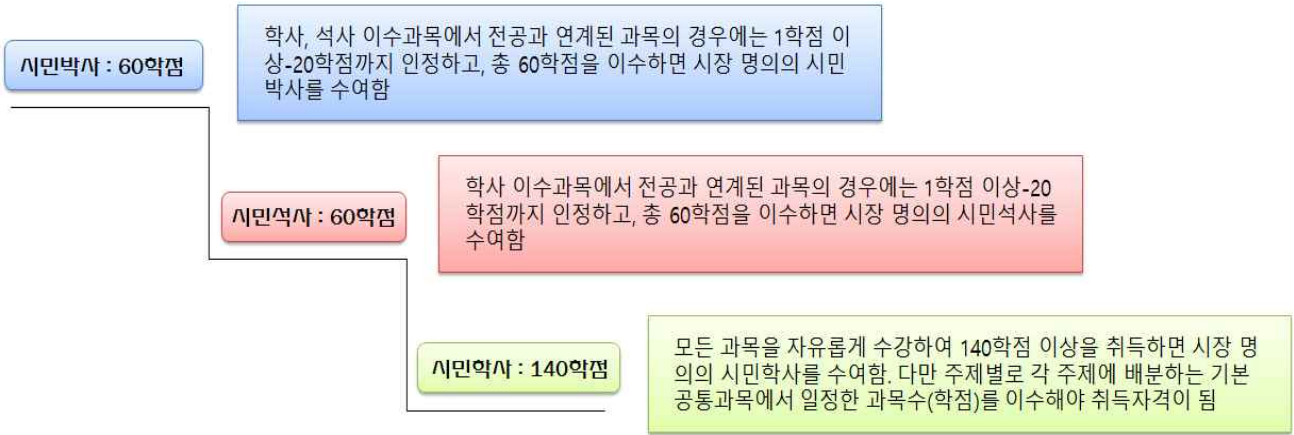 시민박사 : 60학점
학사, 석사 이수과목에서 전공과 연계된 과목의 경우에는 1학점 이
상-20학점까지 인정하고, 총 60학점을 이수하면 시장 명의의 시민
박사를 수여함
시민석사 : 60학점
학사 이수과목에서 전공과 연계된 과목의 경우에는 1학점 이상-20
학점까지 인정하고, 총 60학점을 이수하면 시장 명의의 시민석사를
수여함
시민학사 : 140학점
모든 과목을 자유롭게 수강하여 140학점 이상을 취득하면 시장 명
의의 시민학사를 수여함. 다만 주제별로 각 주제에 배분하는 기본
공통과목에서 일정한 과목수(학점)를 이수해야 취득자격이 됨